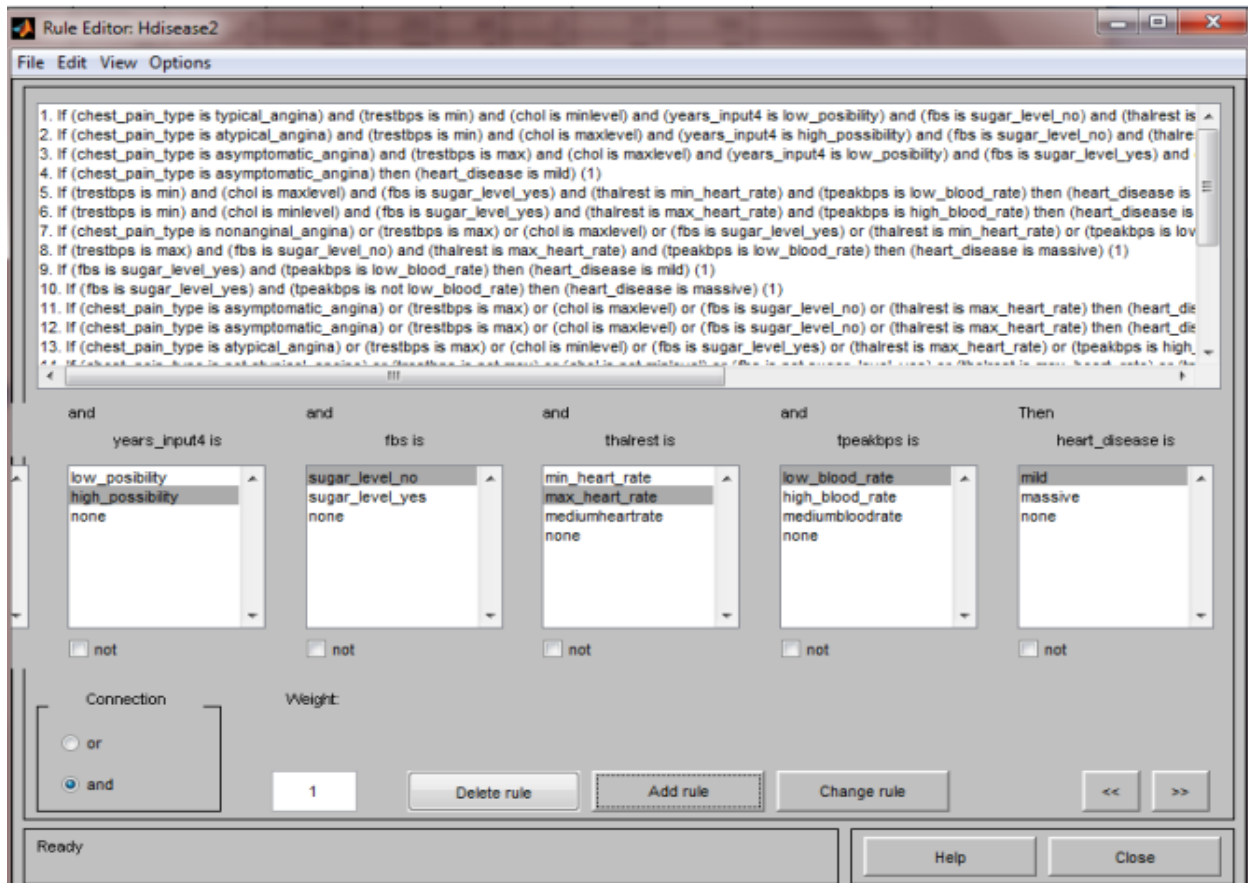 Rule Editor: Hdisease2
File Edit View Options
1. If (chest_pain_type is typical_angina) and (trestbps is min) and (chol is minlevel) and (years_input4 is low_posibility) and (fbs is sugar_level_no) and (thalrest is
2. If (chest_pain_type is atypical_angina) and (trestbps is min) and (chol is maxlevel) and (years_input4 is high_possibility) and (fbs is sugar_level_no) and (thalre
3. If (chest_pain_type is asymptomatic_angina) and (trestbps is max) and (chol is maxlevel) and (years_input4 is low_posibility) and (fbs is sugar_level_yes) and
4. If (chest_pain_type is asymptomatic_angina) then (heart_disease is mild) (1)
5. If (trestbps is min) and (chol is maxlevel) and (fbs is sugar_level_yes) and (thalrest is min_heart_rate) and (tpeakbps is low_blood_rate) then (heart_disease is
6. If (trestbps is min) and (chol is minlevel) and (fbs is sugar_level_yes) and (thalrest is max_heart_rate) and (tpeakbps is high_blood_rate) then (heart_disease is
7. If (chest_pain_type is nonanginal_angina) or (trestbps is max) or (chol is maxlevel) or (fbs is sugar_level_yes) or (thalrest is min_heart_rate) or (tpeakbps is low
8. If (trestbps is max) and (fbs is sugar_level_no) and (thalrest is max_heart_rate) and (tpeakbps is low_blood_rate) then (heart_disease is massive) (1)
9. If (fbs is sugar_level_yes) and (tpeakbps is low_blood_rate) then (heart_disease is mild) (1)
10. If (fbs is sugar_level_yes) and (tpeakbps is not low_blood_rate) then (heart_disease is massive) (1)
11. If (chest_pain_type is asymptomatic_angina) or (trestbps is max) or (chol is maxlevel) or (fbs is sugar_level_no) or (thalrest is max_heart_rate) then (heart_dis
12. If (chest_pain_type is asymptomatic_angina) or (trestbps is max) or (chol is maxlevel) or (fbs is sugar_level_no) or (thalrest is max_heart_rate) then (heart_dis
13. If (chest_pain_type is atypical_angina) or (trestbps is max) or (chol is minlevel) or (fbs is sugar_level_yes) or (thalrest is max_heart_rate) or (tpeakbps is high_
and and and and Then
years_input4 is fbs is thalrest is tpeakbps is heart_disease is
low_posibility sugar_level_no min_heart_rate low_blood_rate mild
high_possibility sugar_level_yes max_heart_rate high_blood_rate massive
none none mediumheartrate mediumbloodrate none
none none
not not not not not
Connection Weight:
or
and 1 Delete rule Add rule Change rule << >>
Ready Help Close